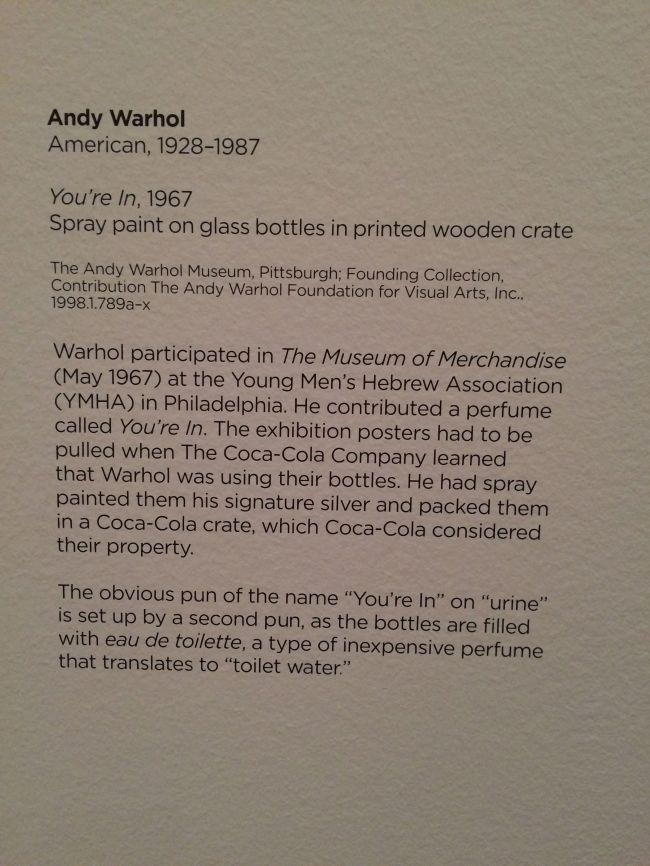 Andy Warhol
American, 1928–1987
You're In, 1967
Spray paint on glass bottles in printed wooden crate
The Andy Warhol Museum, Pittsburgh; Founding Collection,
Contribution The Andy Warhol Foundation for Visual Arts, Inc.,
1998.1.789a–x
Warhol participated in The Museum of Merchandise
(May 1967) at the Young Men's Hebrew Association
(YMHA) in Philadelphia. He contributed a perfume
called You're In. The exhibition posters had to be
pulled when The Coca-Cola Company learned
that Warhol was using their bottles. He had spray
painted them his signature silver and packed them
in a Coca-Cola crate, which Coca-Cola considered
their property.
The obvious pun of the name “You're In” on “urine”
is set up by a second pun, as the bottles are filled
with eau de toilette, a type of inexpensive perfume
that translates to “toilet water.”